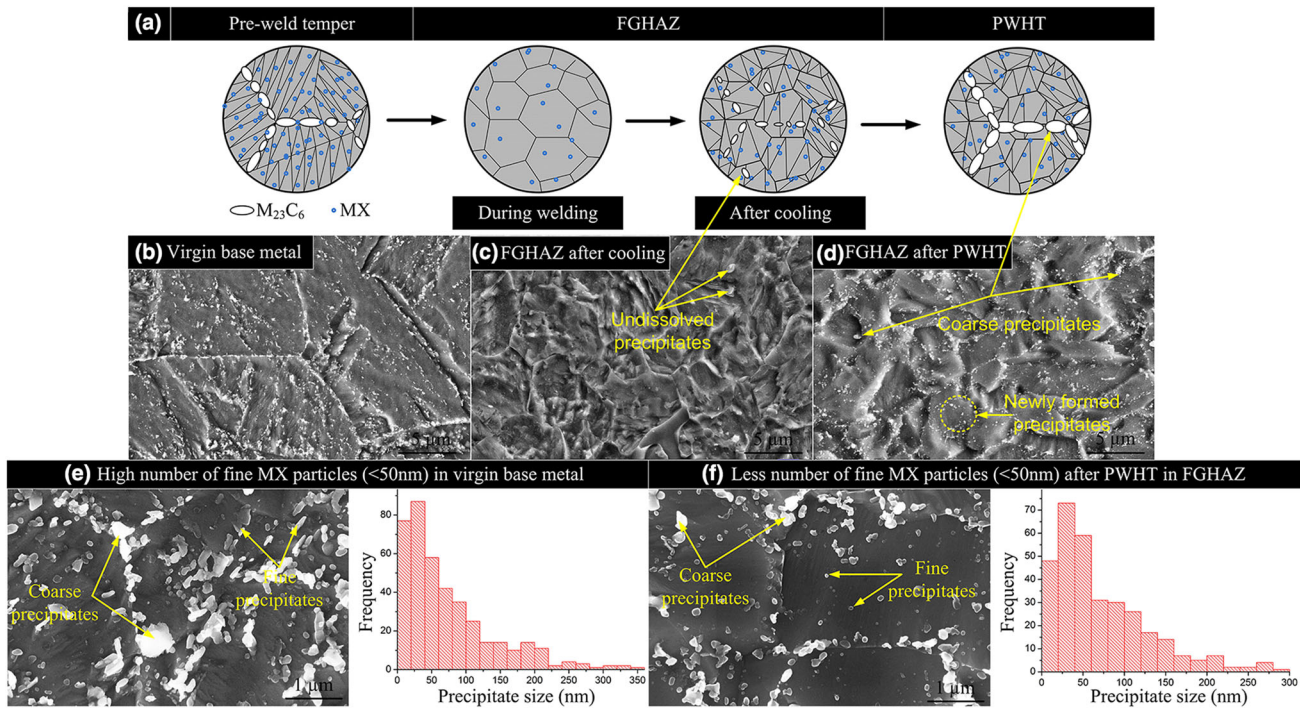 (a) Pre-weld temper FGHAZ PWHT
M₂₃C₆ MX
During welding After cooling
(b) Virgin base metal
(c) FGHAZ after cooling
(d) FGHAZ after PWHT
Undissolved
precipitates
Coarse precipitates
Newly formed
precipitates
5 μm
5 μm
5 μm
(e) High number of fine MX particles (<50nm) in virgin base metal
Coarse
precipitates
Fine
precipitates
1 μm
Frequency
80
60
40
20
0
0 50 100 150 200 250 300 350
Precipitate size (nm)
(f) Less number of fine MX particles (<50nm) after PWHT in FGHAZ
Coarse
precipitates
Fine
precipitates
1 μm
Frequency
70
60
50
40
30
20
10
0
0 50 100 150 200 250 300
Precipitate size (nm)